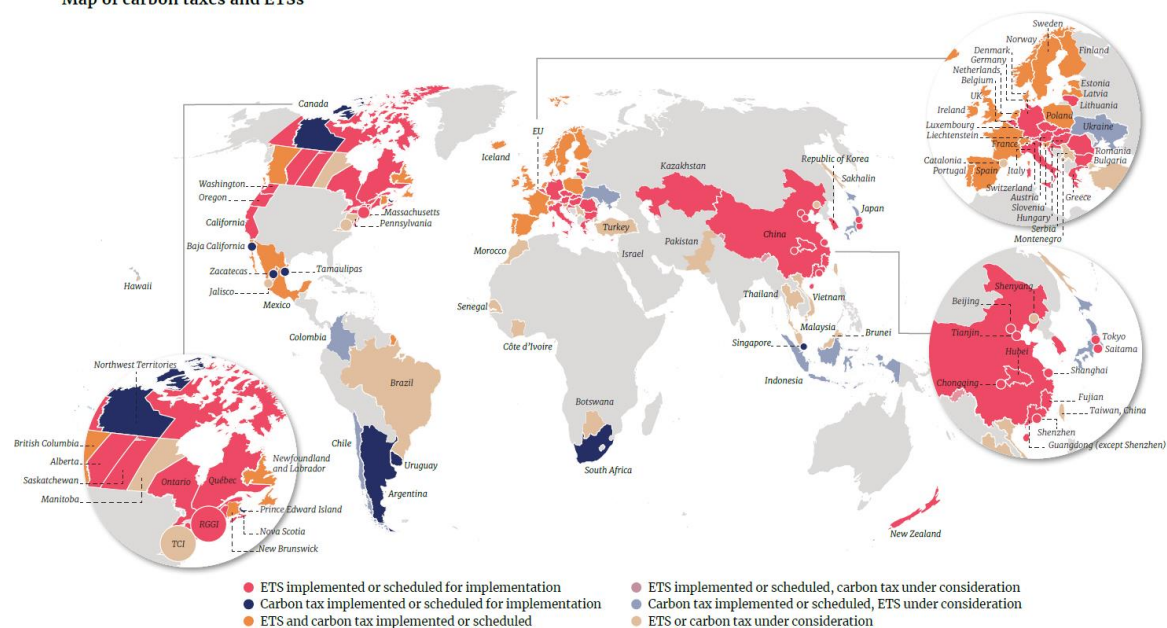 Map of carbon taxes and ETSs
Sweden
Norway
Denmark
Germany
Netherlands
Belgium
UK
Ireland
Luxembourg
Liechtenstein
France
Catalonia
Portugal
Spain
Italy
Switzerland
Austria
Slovenia
Hungary
Serbia
Montenegro
Greece
Finland
Estonia
Latvia
Lithuania
Poland
Ukraine
Romania
Bulgaria
Canada
EU
Iceland
Kazakhstan
Republic of Korea
Sakhalin
Japan
Washington
Oregon
California
Baja California
Zacatecas
Jalisco
Mexico
Tamaulipas
Massachusetts
Pennsylvania
Hawaii
Morocco
Turkey
Israel
Pakistan
China
Senegal
Côte d'Ivoire
Thailand
Vietnam
Malaysia
Brunei
Singapore
Indonesia
Colombia
Brazil
Chile
Uruguay
Argentina
Botswana
South Africa
New Zealand
Shenyang
Beijing
Tianjin
Hubei
Chongqing
Tokyo
Saitama
Shanghai
Fujian
Taiwan, China
Shenzhen
Guangdong (except Shenzhen)
Northwest Territories
British Columbia
Alberta
Saskatchewan
Manitoba
Ontario
Québec
Newfoundland
and Labrador
Prince Edward Island
Nova Scotia
New Brunswick
RGGI
TCI
ETS implemented or scheduled for implementation
Carbon tax implemented or scheduled for implementation
ETS and carbon tax implemented or scheduled
ETS implemented or scheduled, carbon tax under consideration
Carbon tax implemented or scheduled, ETS under consideration
ETS or carbon tax under consideration